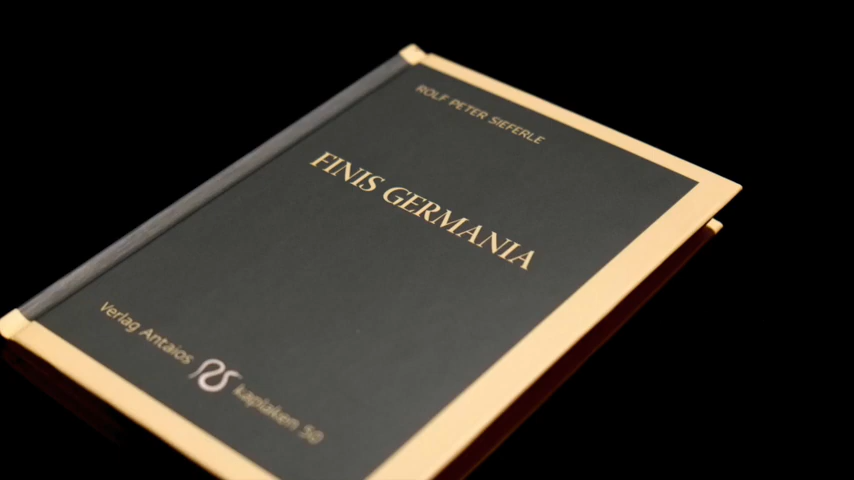 ROLF PETER SIEFERLE
FINIS GERMANIA
Verlag Antaios kaplaken 50